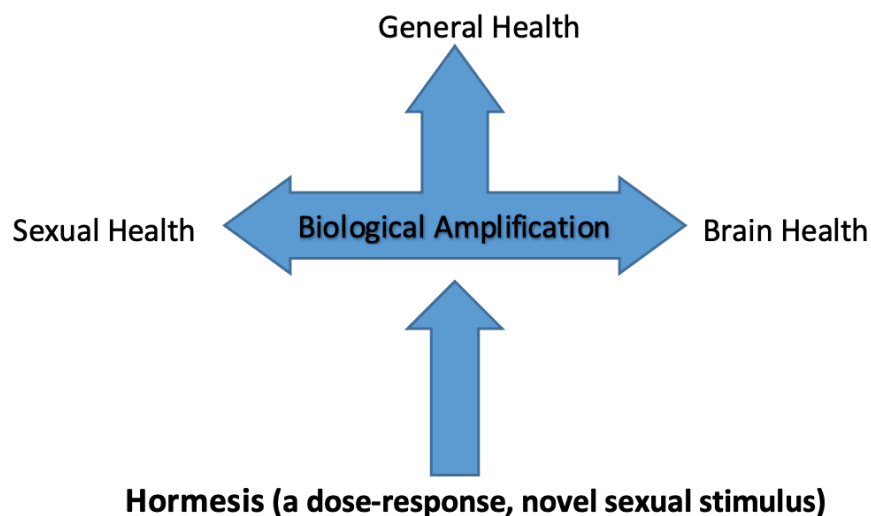 General Health
Sexual Health
Biological Amplification
Brain Health
Hormesis (a dose-response, novel sexual stimulus)